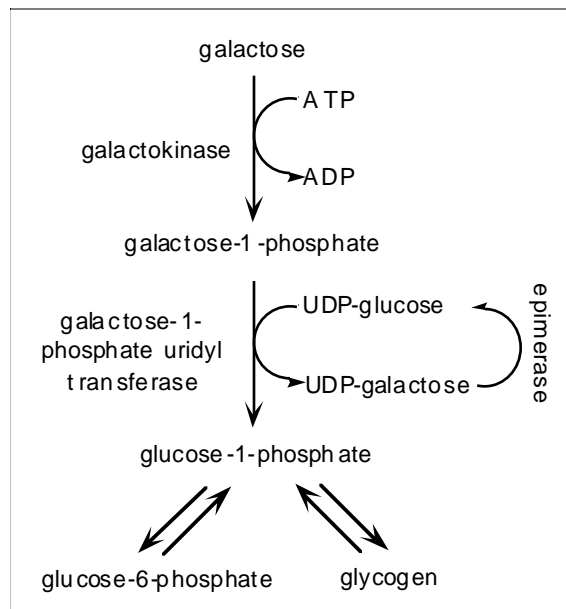 galactose
ATP
galactokinase
ADP
galactose-1-phosphate
UDP-glucose
epimerase
galactose-1-
phosphate uridyl
transferase
UDP-galactose
glucose-1-phosphate
glucose-6-phosphate
glycogen